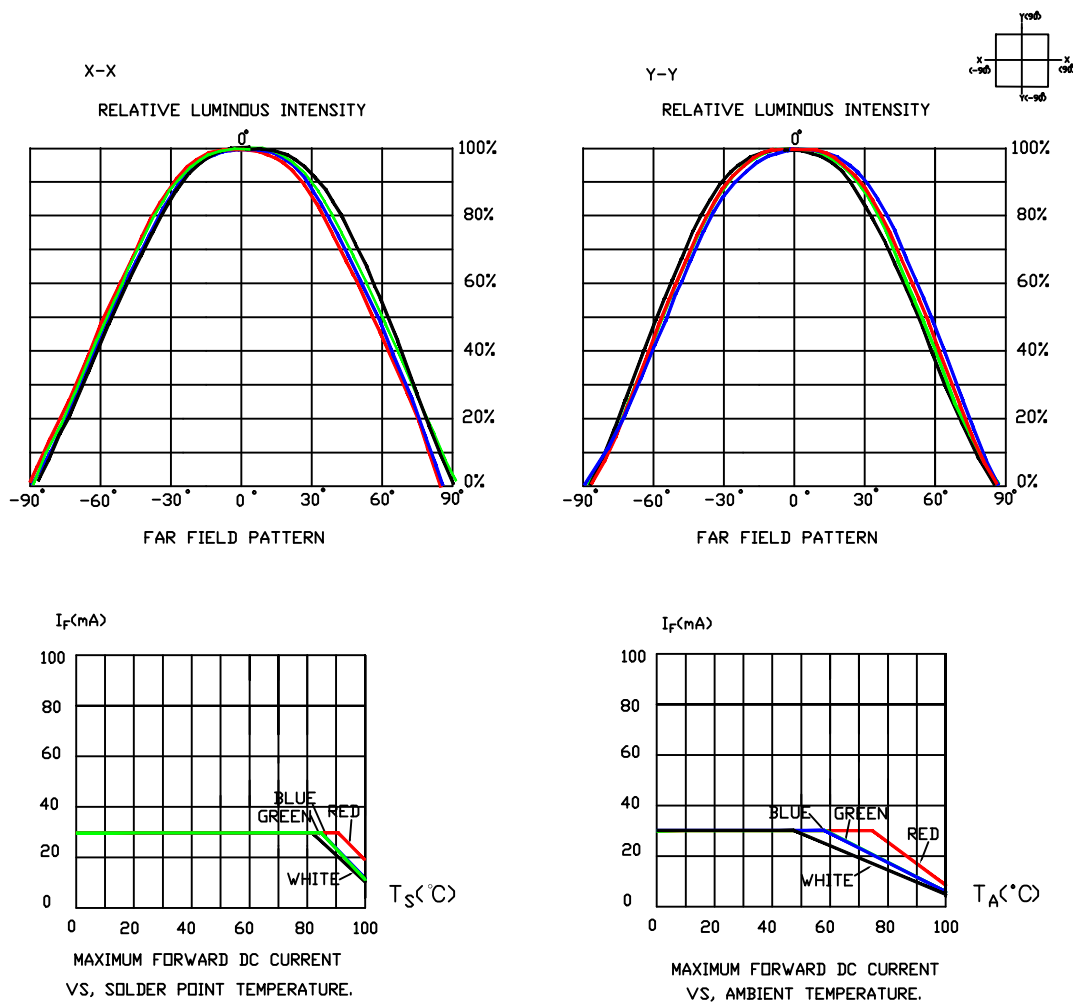 X-X
RELATIVE LUMINOUS INTENSITY
0°
100%
80%
60%
40%
20%
0%
-90° -60° -30° 0° 30° 60° 90°
FAR FIELD PATTERN
Y-Y
Y(90°)
X X
(-90°) (90°)
Y(-90°)
RELATIVE LUMINOUS INTENSITY
0°
100%
80%
60%
40%
20%
0%
-90° -60° -30° 0° 30° 60° 90°
FAR FIELD PATTERN
IF(mA)
100
80
60
40
20
0
BLUE
GREEN RED
WHITE
0 20 40 60 80 100
TS(°C)
MAXIMUM FORWARD DC CURRENT
VS, SOLDER POINT TEMPERATURE.
IF(mA)
100
80
60
40
20
0
BLUE GREEN
RED
WHITE
0 20 40 60 80 100
TA(°C)
MAXIMUM FORWARD DC CURRENT
VS, AMBIENT TEMPERATURE.